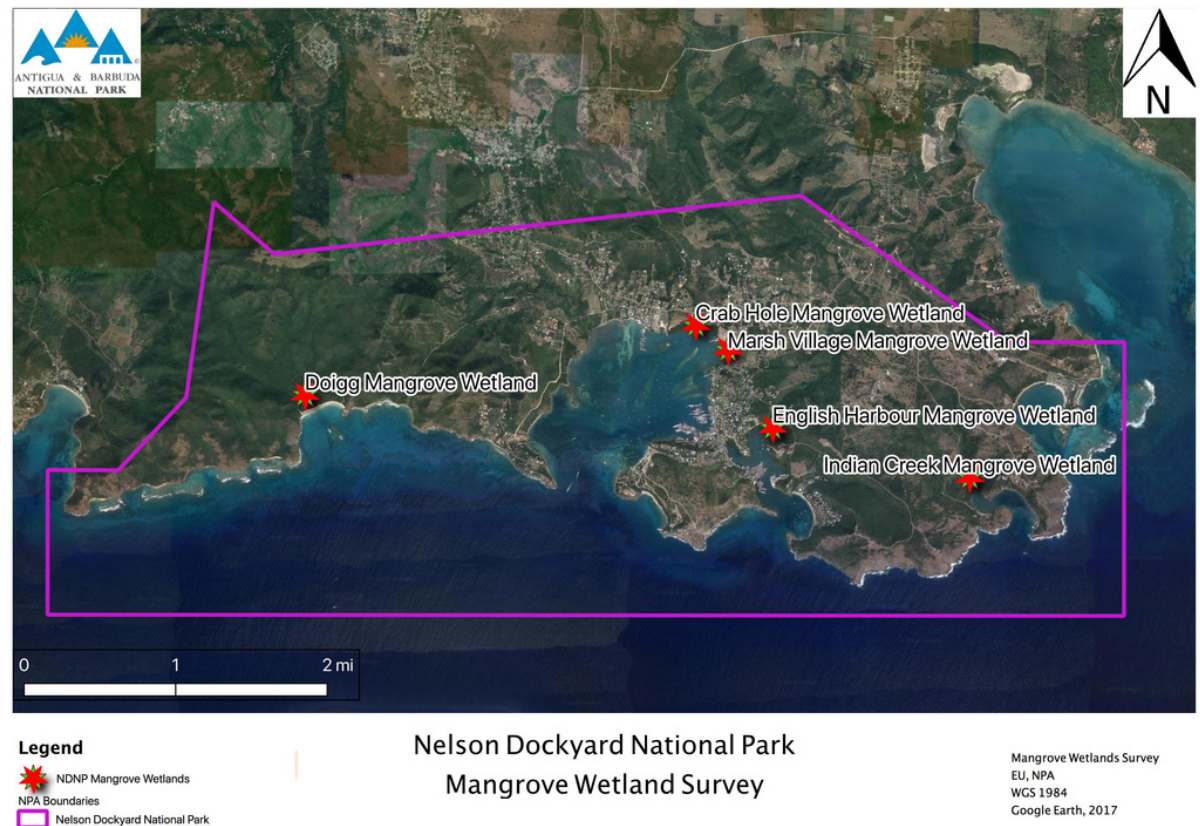 ANTIGUA & BARBUDA
NATIONAL PARK
N
Crab Hole Mangrove Wetland
Marsh Village Mangrove Wetland
Doigg Mangrove Wetland
English Harbour Mangrove Wetland
Indian Creek Mangrove Wetland
0 1 2 mi
Legend
NDNP Mangrove Wetlands
NPA Boundaries
Nelson Dockyard National Park
Nelson Dockyard National Park
Mangrove Wetland Survey
Mangrove Wetlands Survey
EU, NPA
WGS 1984
Google Earth, 2017